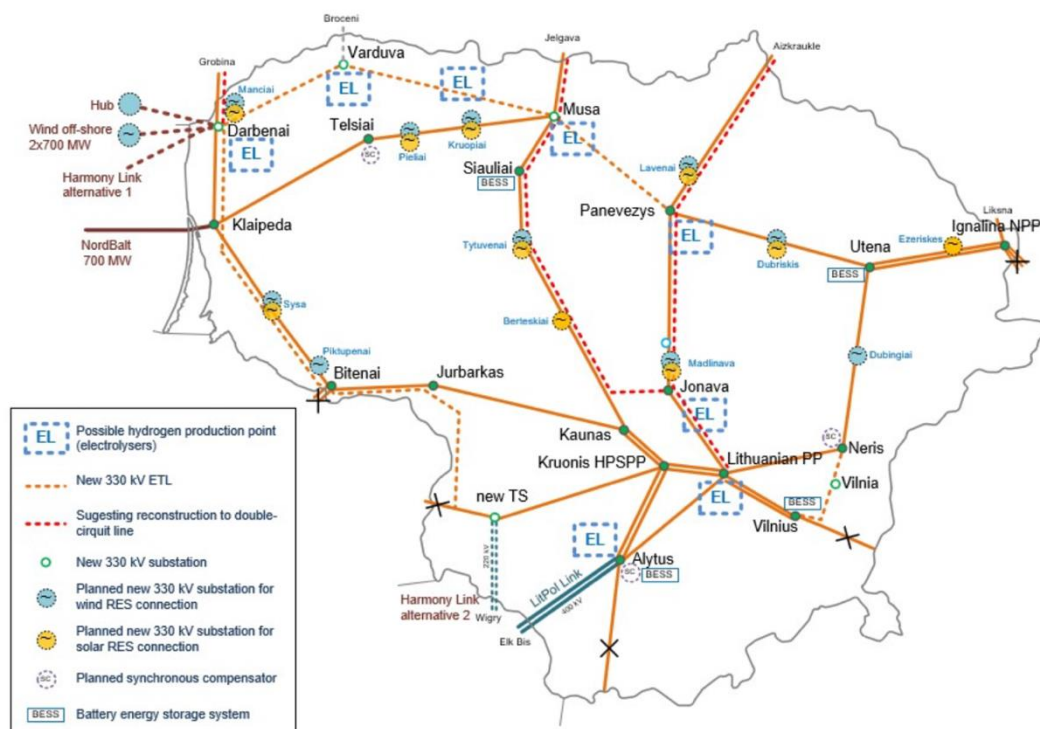 Broceni
Varduva
Jelgava
Aizkraukle
Grobina
EL
EL
Hub
Manciai
Musa
Wind off-shore
2x700 MW
Darbenai
EL
Telsiai
SC
Pieliai
Kruopiai
EL
Harmony Link
alternative 1
Siauliai
BESS
Lavenai
Panevezys
EL
Liksna
Ignalina NPP
Klaipeda
NordBalt
700 MW
Tytuvenai
Dubriskis
Utena
BESS
Ezeriskes
Sysa
Berteskiai
Madlinava
Dubingiai
Piktupenai
Bitenai
Jurbarkas
Jonava
EL
Kaunas
Kruonis HPSPP
Lithuanian PP
SC
Neris
Vilnia
new TS
EL
BESS
Vilnius
EL
Alytus
SC
BESS
LitPol Link
400 kV
Harmony Link
alternative 2
Wigry
Elk Bis
EL
Possible hydrogen production point
(electrolysers)
New 330 kV ETL
Sugesting reconstruction to double-
cirquit line
New 330 kV substation
Planned new 330 kV substation for
wind RES connection
Planned new 330 kV substation for
solar RES connection
SC
Planned synchronous compensator
BESS
Battery energy storage system